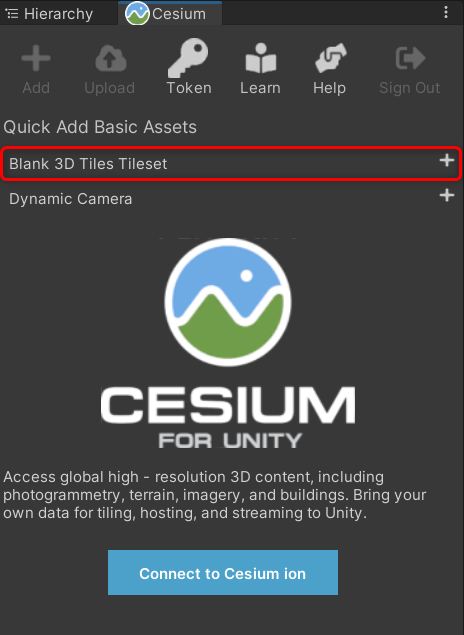 Hierarchy Cesium
Add Upload Token Learn Help Sign Out
Quick Add Basic Assets
Blank 3D Tiles Tileset
Dynamic Camera
CESIUM
FOR UNITY
Access global high - resolution 3D content, including
photogrammetry, terrain, imagery, and buildings. Bring your
own data for tiling, hosting, and streaming to Unity.
Connect to Cesium ion